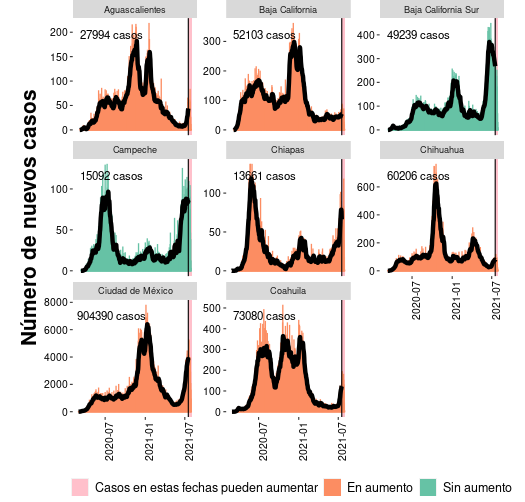 Aguascalientes
Baja California
Baja California Sur
27994 casos
52103 casos
49239 casos
200
150
100
50
0
300
200
100
0
400
300
200
100
0
Campeche
Chiapas
Chihuahua
15092 casos
13661 casos
60206 casos
100
50
0
100
50
0
600
400
200
0
Ciudad de México
Coahuila
904390 casos
73080 casos
8000
6000
4000
2000
0
500
400
300
200
100
0
2020-07
2021-01
2021-07
2020-07
2021-01
2021-07
2020-07
2021-01
2021-07
Número de nuevos casos
Casos en estas fechas pueden aumentar
En aumento
Sin aumento